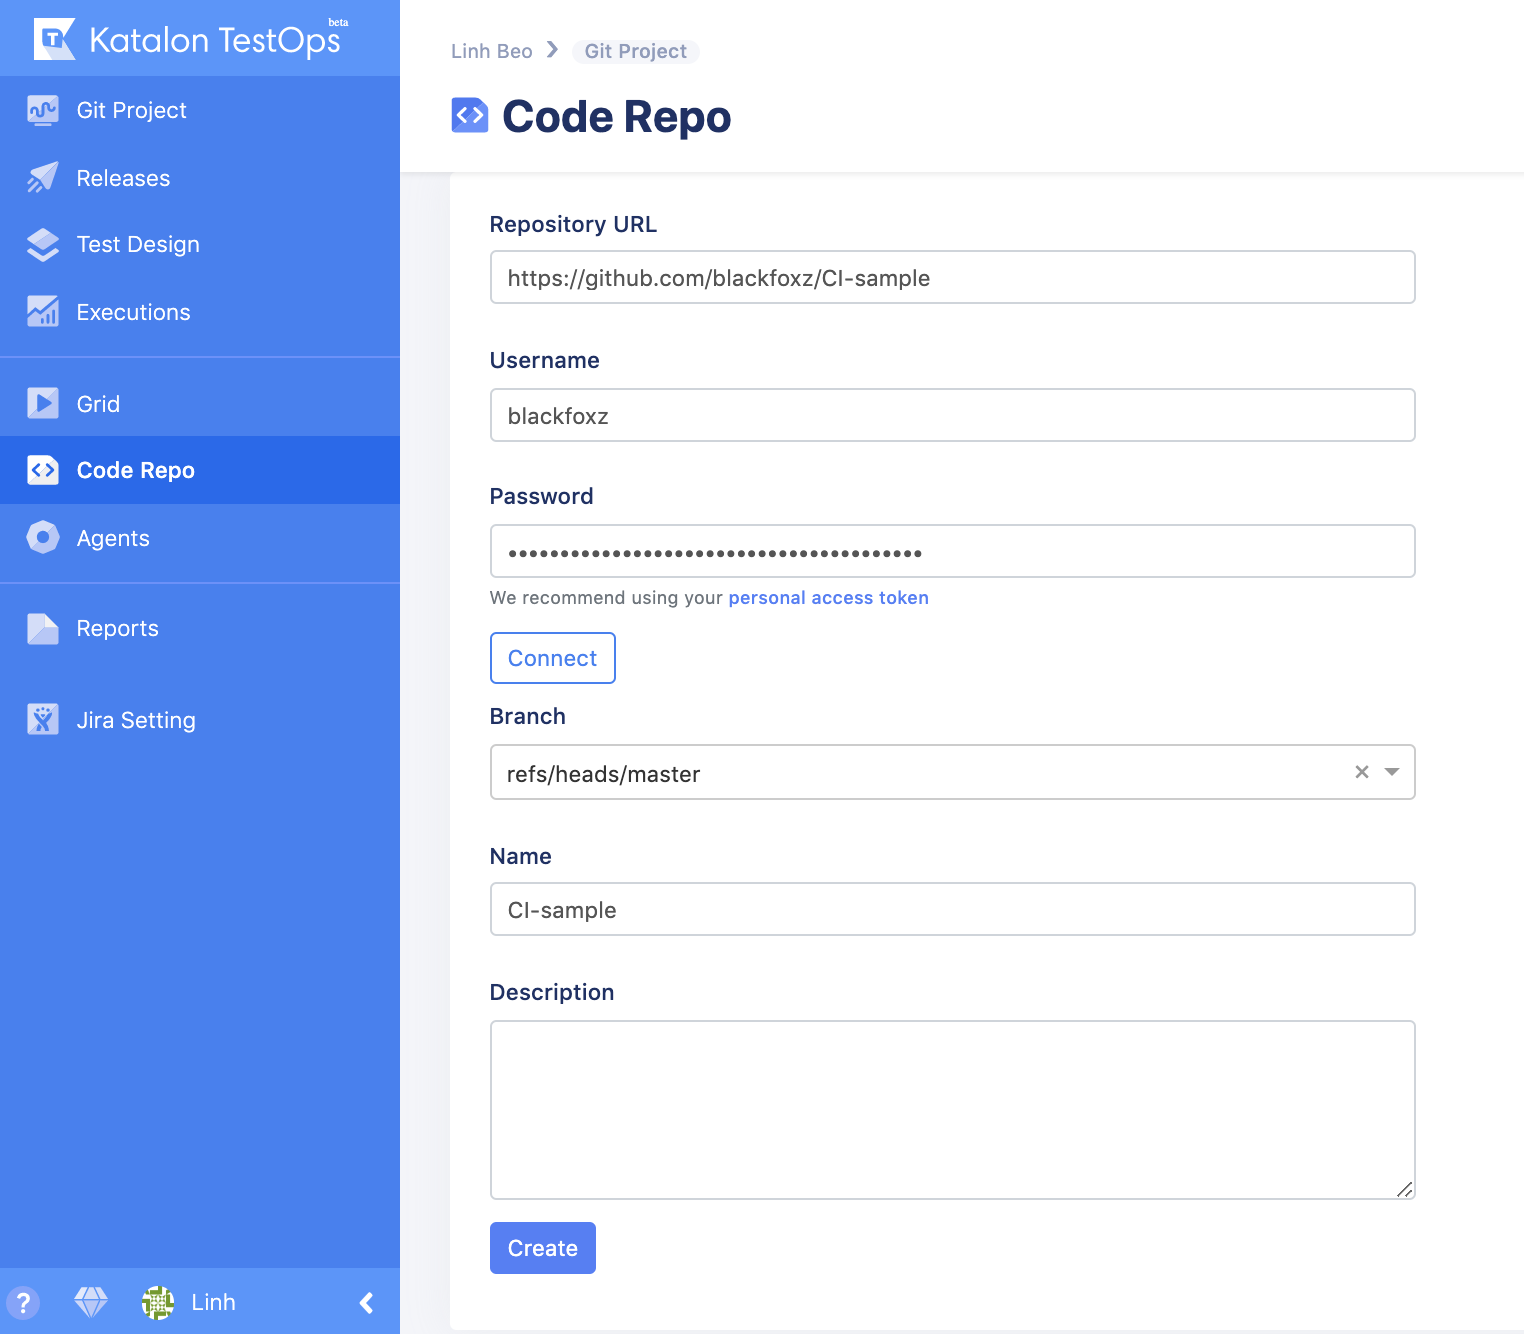 Katalon TestOps beta
Git Project
Releases
Test Design
Executions
Grid
Code Repo
Agents
Reports
Jira Setting
? Linh
Linh Beo > Git Project
Code Repo
Repository URL
https://github.com/blackfoxz/CI-sample
Username
blackfoxz
Password
••••••••••••••••••••••••••••••••••••••••
We recommend using your personal access token
Connect
Branch
refs/heads/master
Name
CI-sample
Description
Create